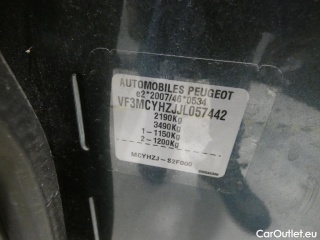 AUTOMOBILES PEUGEOT
e2*2007/46*0534
VF3MCYHZJJL057442
2190Kg
3490Kg
1-1150Kg
2-1200Kg
MCYHZJ-S2F000
© CarOutlet.eu